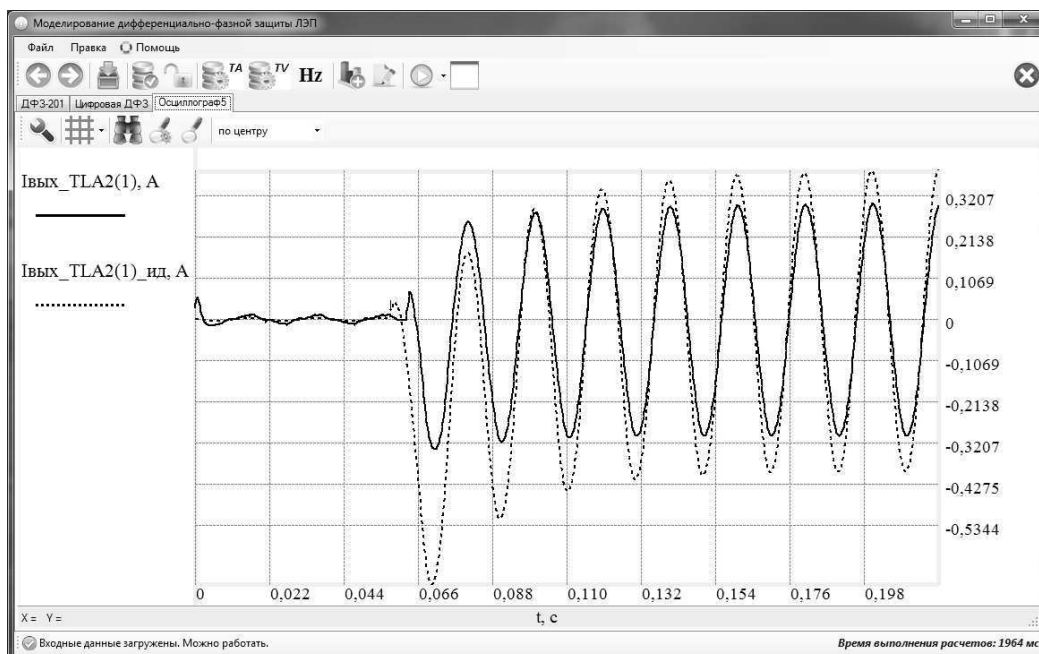 Моделирование дифференциально-фазной защиты ЛЭП
Файл Правка Помощь
TA TV Hz
ДФЗ-201 Цифровая ДФЗ Осциллограф5
по центру
Iвых_TLA2(1), А
Iвых_TLA2(1)_ид, А
0,3207
0,2138
0,1069
0
-0,1069
-0,2138
-0,3207
-0,4275
-0,5344
0 0,022 0,044 0,066 0,088 0,110 0,132 0,154 0,176 0,198
X = Y = t, с
Входные данные загружены. Можно работать. Время выполнения расчетов: 1964 мс